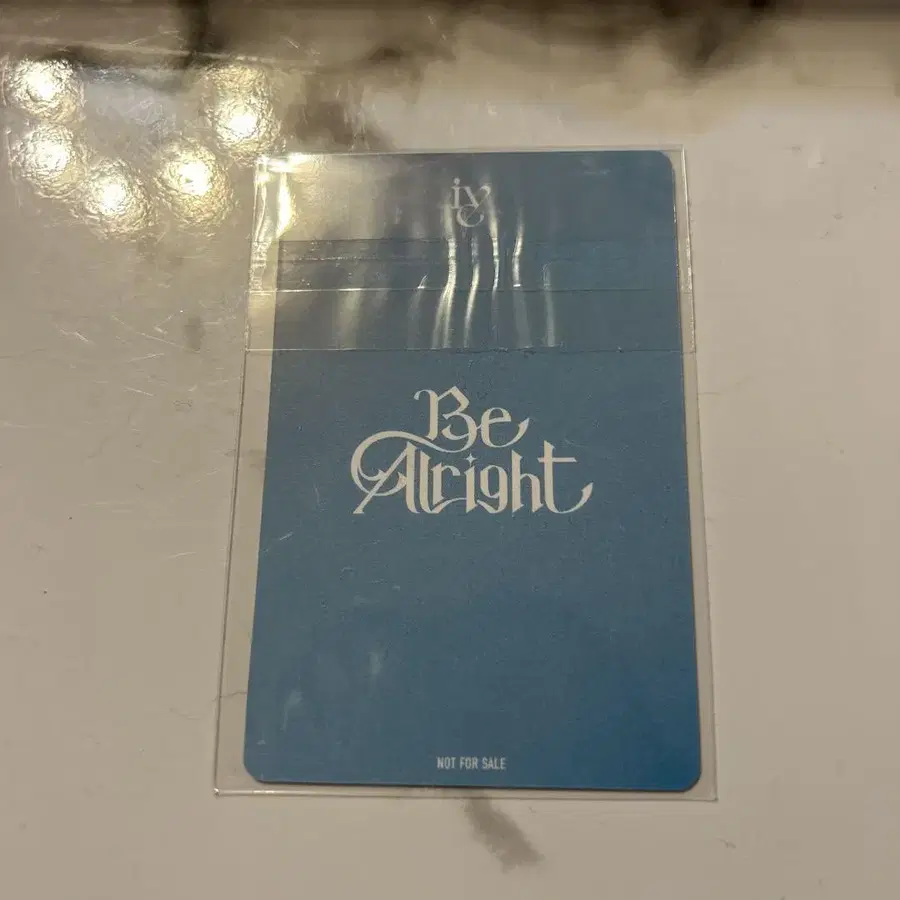 ive
Be
Alright
NOT FOR SALE